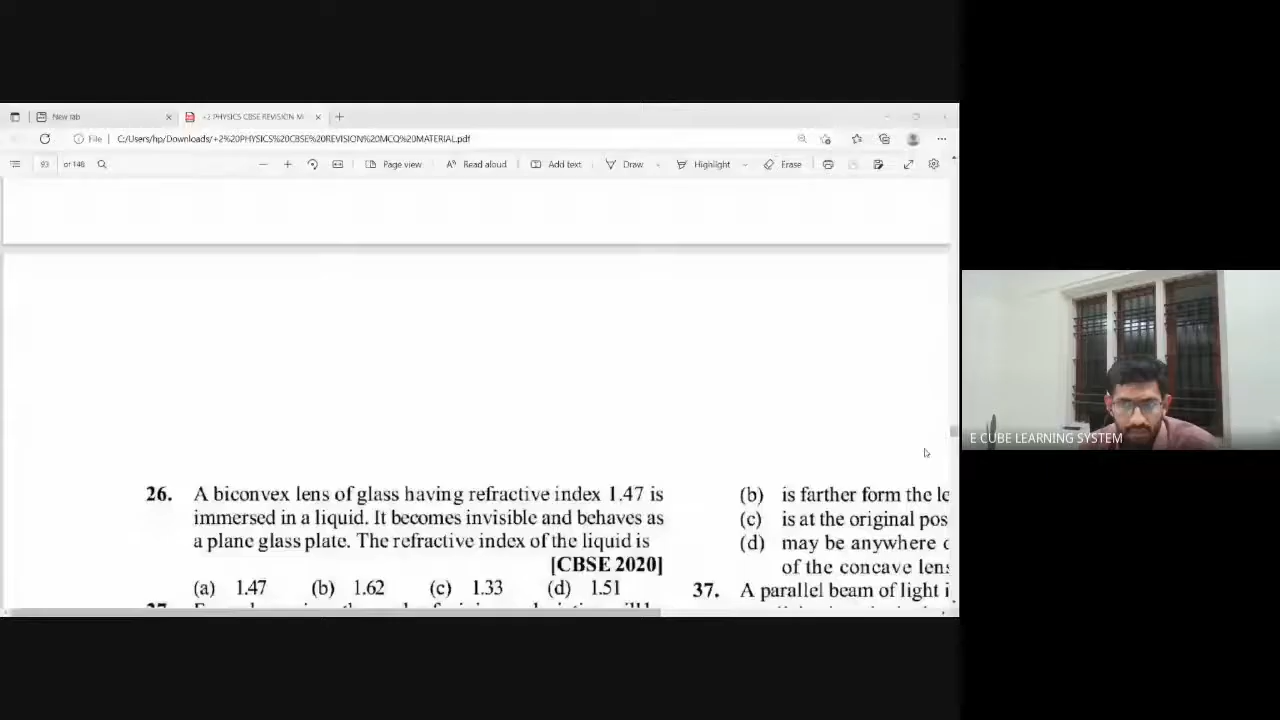 New tab
+2 PHYSICS CBSE REVISION M
File
C:/Users/hp/Downloads/+2%20PHYSICS%20CBSE%20REVISION%20MCQ%20MATERIAL.pdf
93 of 146
Page view
Read aloud
Add text
Draw
Highlight
Erase
26. A biconvex lens of glass having refractive index 1.47 is
immersed in a liquid. It becomes invisible and behaves as
a plane glass plate. The refractive index of the liquid is
[CBSE 2020]
(a) 1.47 (b) 1.62 (c) 1.33 (d) 1.51
(b) is farther form the le
(c) is at the original pos
(d) may be anywhere
of the concave lens
37. A parallel beam of light i
E CUBE LEARNING SYSTEM